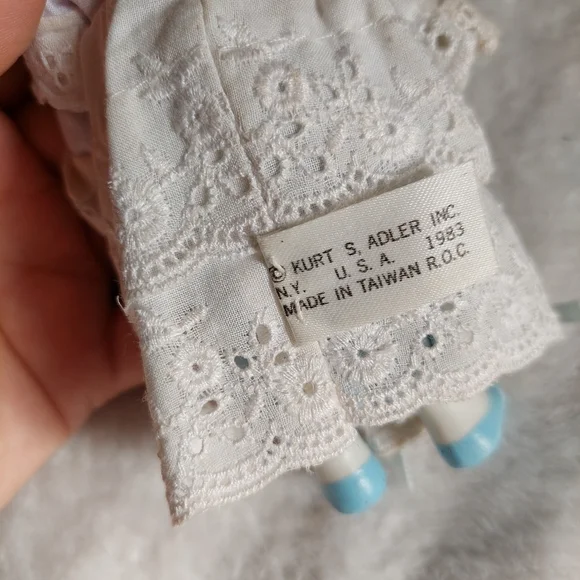 © KURT S, ADLER INC.
N.Y. U. S. A. 1983
MADE IN TAIWAN R.O.C.